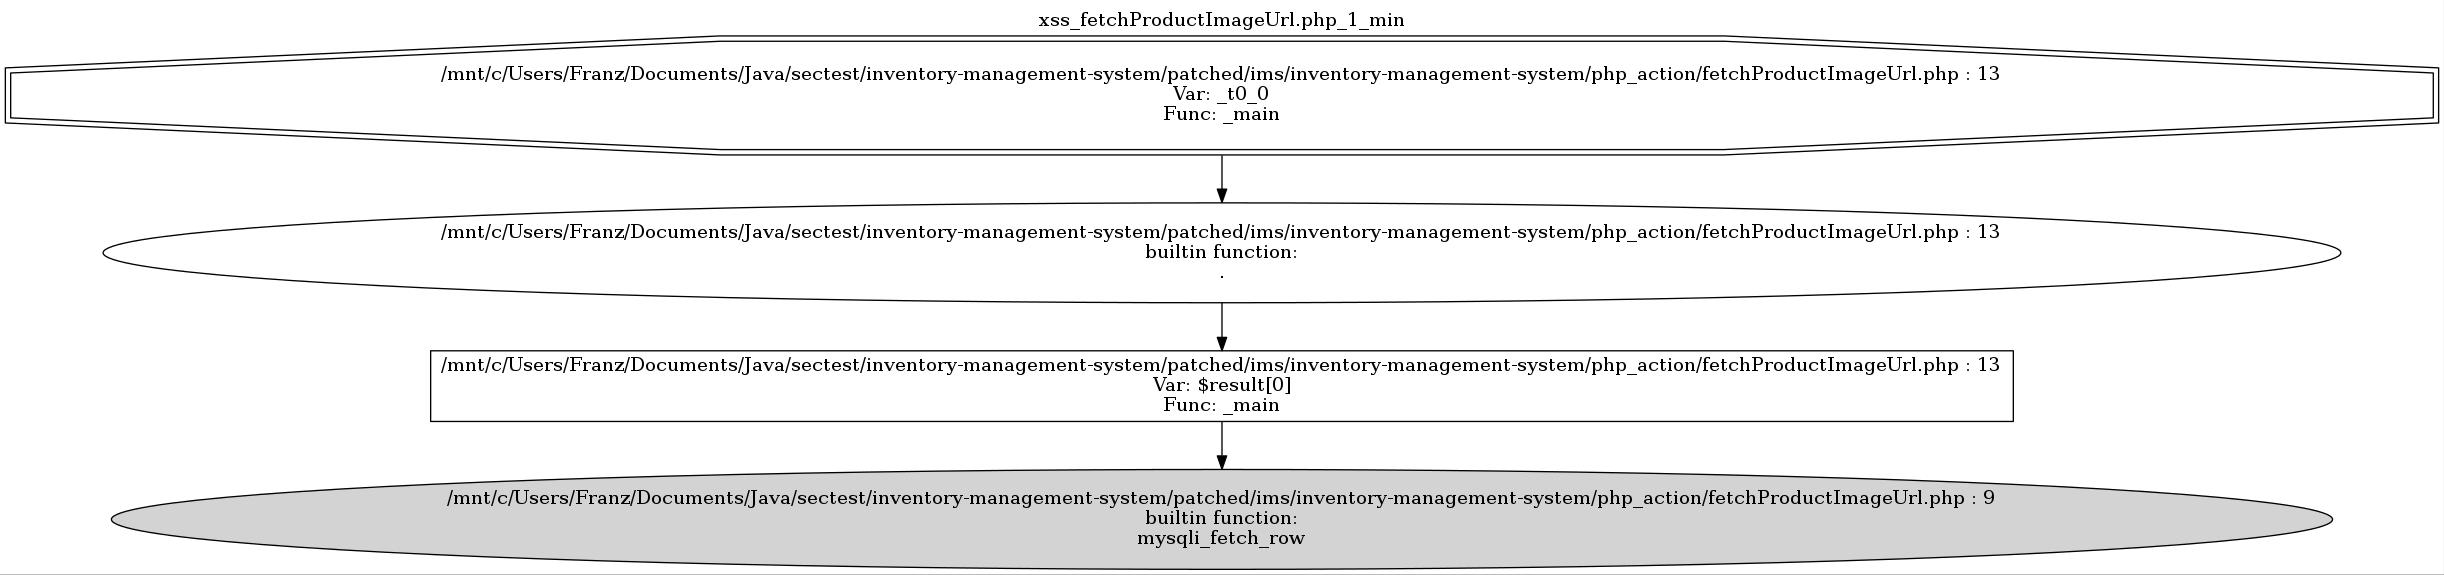 xss_fetchProductImageUrl.php_1_min
/mnt/c/Users/Franz/Documents/Java/sectest/inventory-management-system/patched/ims/inventory-management-system/php_action/fetchProductImageUrl.php : 13
Var: _t0_0
Func: _main
/mnt/c/Users/Franz/Documents/Java/sectest/inventory-management-system/patched/ims/inventory-management-system/php_action/fetchProductImageUrl.php : 13
builtin function:
.
/mnt/c/Users/Franz/Documents/Java/sectest/inventory-management-system/patched/ims/inventory-management-system/php_action/fetchProductImageUrl.php : 13
Var: $result[0]
Func: _main
/mnt/c/Users/Franz/Documents/Java/sectest/inventory-management-system/patched/ims/inventory-management-system/php_action/fetchProductImageUrl.php : 9
builtin function:
mysqli_fetch_row